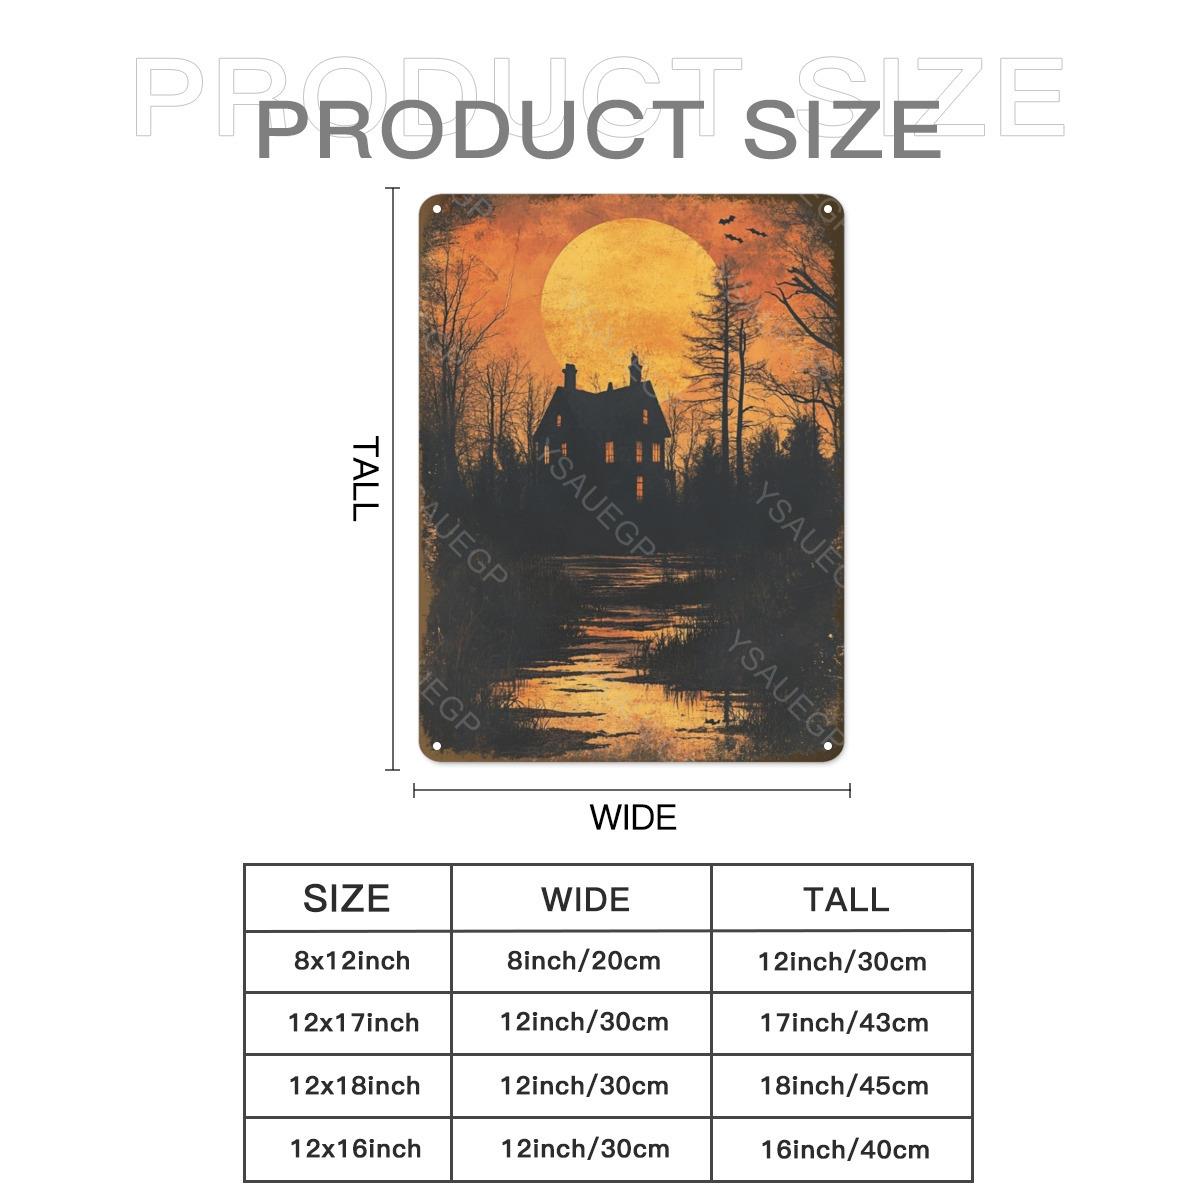 PRODUCT SIZE
PRODUCT SIZE
TALL
YSAUEGP
YSAUEGP
YSAUEGP
WIDE
SIZE WIDE TALL
8x12inch 8inch/20cm 12inch/30cm
12x17inch 12inch/30cm 17inch/43cm
12x18inch 12inch/30cm 18inch/45cm
12x16inch 12inch/30cm 16inch/40cm